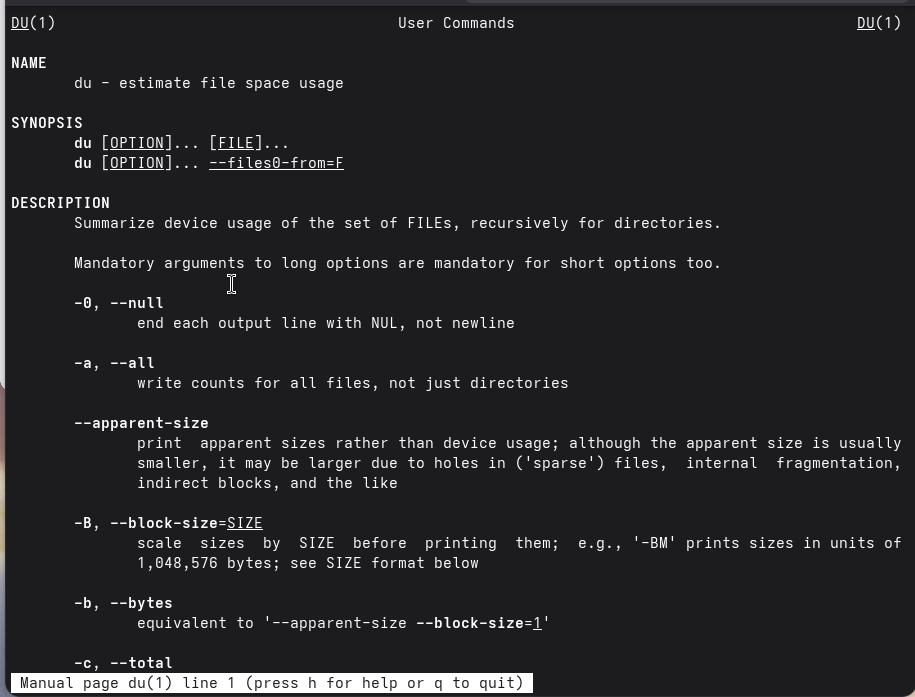 DU(1) User Commands DU(1)
NAME
du - estimate file space usage
SYNOPSIS
du [OPTION]... [FILE]...
du [OPTION]... --files0-from=F
DESCRIPTION
Summarize device usage of the set of FILEs, recursively for directories.
Mandatory arguments to long options are mandatory for short options too.
-0, --null
end each output line with NUL, not newline
-a, --all
write counts for all files, not just directories
--apparent-size
print apparent sizes rather than device usage; although the apparent size is usually
smaller, it may be larger due to holes in ('sparse') files, internal fragmentation,
indirect blocks, and the like
-B, --block-size=SIZE
scale sizes by SIZE before printing them; e.g., '-BM' prints sizes in units of
1,048,576 bytes; see SIZE format below
-b, --bytes
equivalent to '--apparent-size --block-size=1'
-c, --total
Manual page du(1) line 1 (press h for help or q to quit)